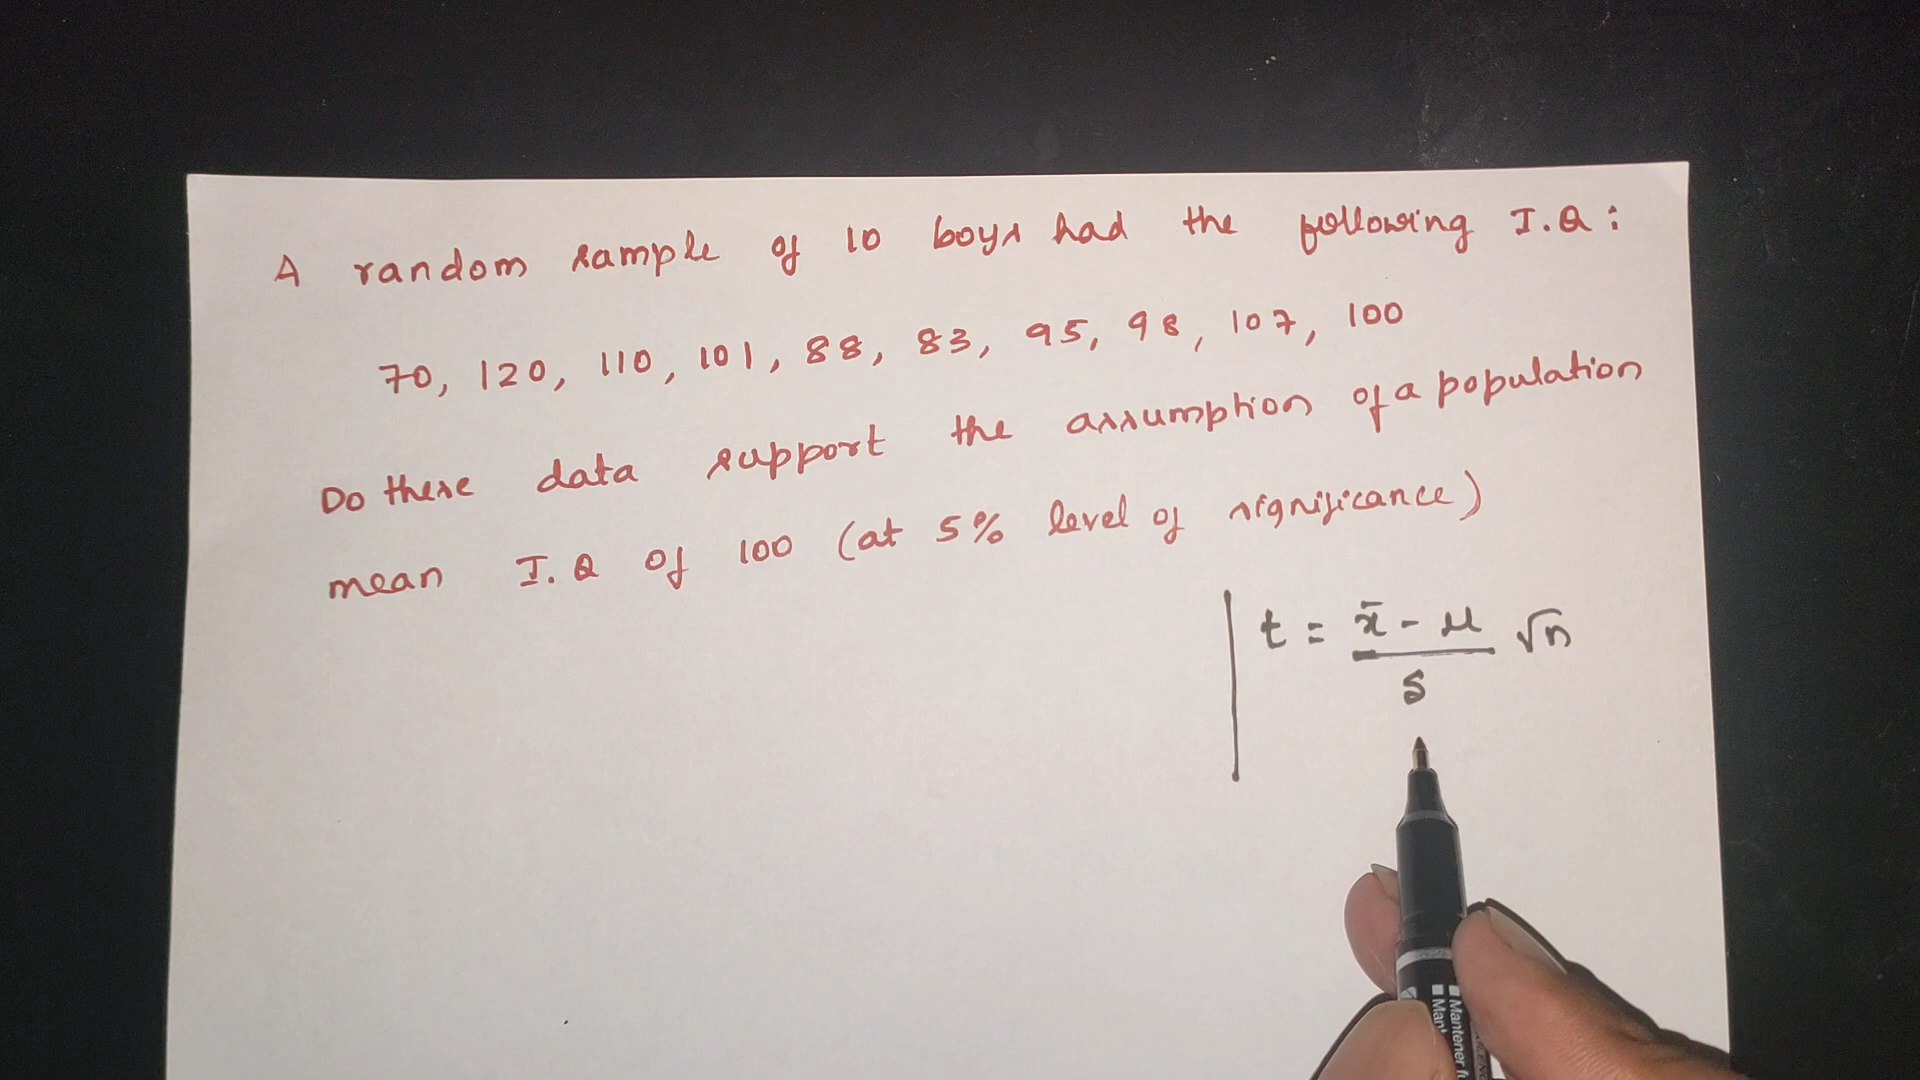 A random sample of 10 boys had the following I.Q :
70, 120, 110, 101, 88, 83, 95, 98, 107, 100
Do these data support the assumption of a population
mean I.Q of 100 (at 5% level of significance)
t = x̄ - μ √n
s
Mantener